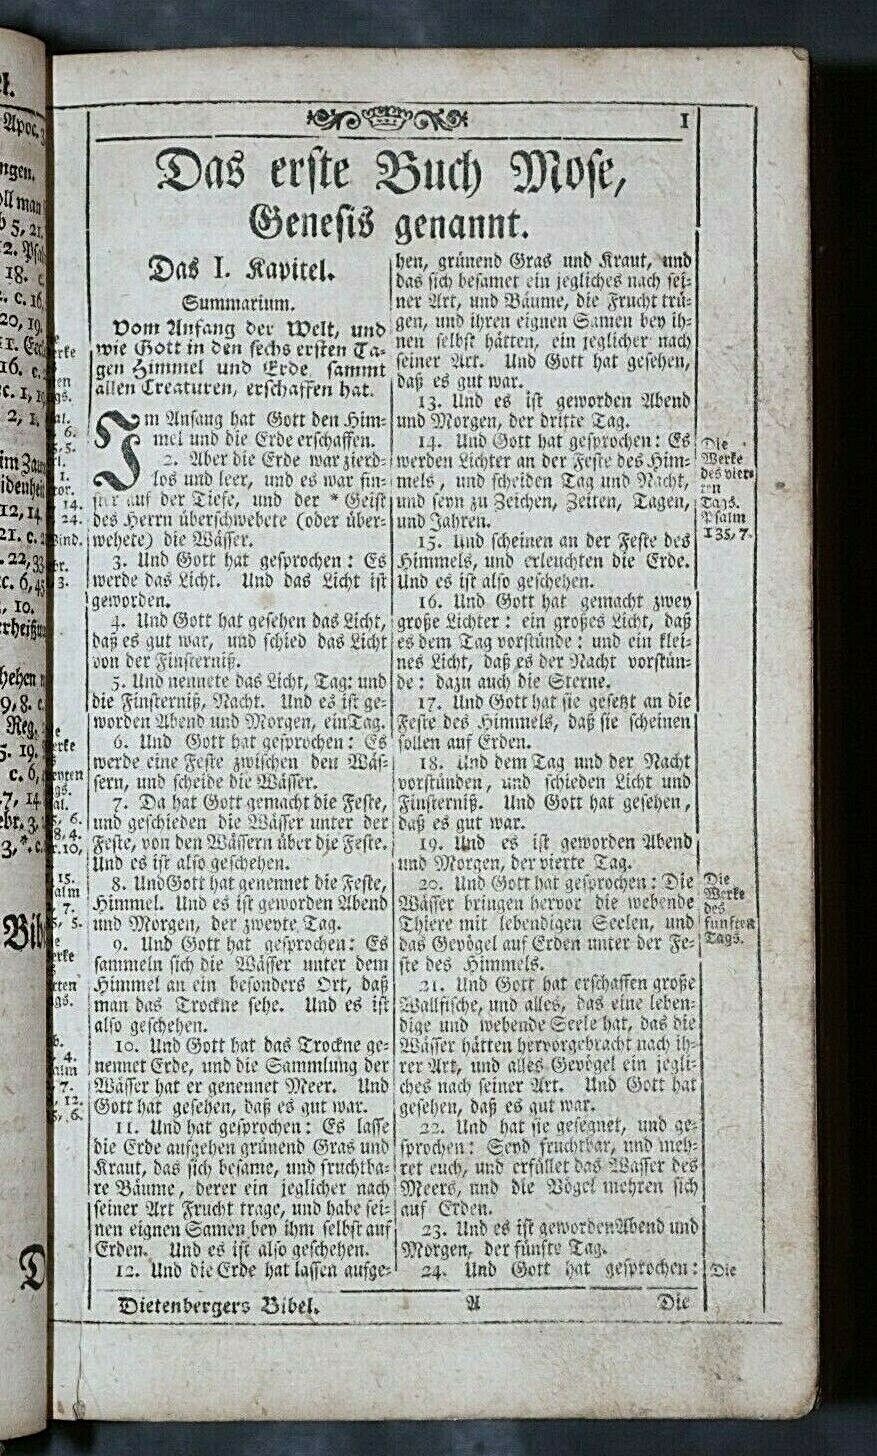 1
Das erste Buch Mose,
Genesis genannt.
Das I. Kapitel.
Summarium.
Vom Anfang der Welt, und
wie Gott in den sechs ersten Ta-
gen Himmel und Erde, sammt
allen Creaturen, erschaffen hat.
Im Anfang hat Gott den Him-
mel und die Erde erschaffen.
2. Aber die Erde war zierd-
los und leer, und es war fin-
ster auf der Tiefe, und der * Geist
des Herrn überschwebete (oder über-
wehete) die Wässer.
3. Und Gott hat gesprochen: Es
werde das Licht. Und das Licht ist
geworden.
4. Und Gott hat gesehen das Licht,
daß es gut war, und schied das Licht
von der Finsterniß.
5. Und nennete das Licht, Tag: und
die Finsterniß, Nacht. Und es ist ge-
worden Abend und Morgen, ein Tag.
6. Und Gott hat gesprochen: Es
werde eine Feste zwischen den Wäs-
sern, und scheide die Wässer.
7. Da hat Gott gemacht die Feste,
und geschieden die Wässer unter der
Feste, von den Wässern über die Feste.
Und es ist also geschehen.
8. Und Gott hat genennet die Feste,
Himmel. Und es ist geworden Abend
und Morgen, der zweyte Tag.
9. Und Gott hat gesprochen: Es
sammeln sich die Wässer unter dem
Himmel an ein besonders Ort, daß
man das Trockne sehe. Und es ist
also geschehen.
10. Und Gott hat das Trockne ge-
nennet Erde, und die Sammlung der
Wässer hat er genennet Meer. Und
Gott hat gesehen, daß es gut war.
11. Und hat gesprochen: Es lasse
die Erde aufgehen grünend Gras und
Kraut, das sich besame, und fruchtba-
re Bäume, derer ein jeglicher nach
seiner Art Frucht trage, und habe sei-
nen eignen Samen bey ihm selbst auf
Erden. Und es ist also geschehen.
12. Und die Erde hat lassen aufge-
hen, grünend Gras und Kraut, und
das sich besamet ein jegliches nach sei-
ner Art, und Bäume, die Frucht trü-
gen, und ihren eignen Samen bey ih-
nen selbst hätten, ein jeglicher nach
seiner Art. Und Gott hat gesehen,
daß es gut war.
13. Und es ist geworden Abend
und Morgen, der dritte Tag.
14. Und Gott hat gesprochen: Es
werden Lichter an der Feste des Him-
mels, und scheiden Tag und Nacht,
und seyn zu Zeichen, Zeiten, Tagen,
und Jahren.
15. Und scheinen an der Feste des
Himmels, und erleuchten die Erde.
Und es ist also geschehen.
16. Und Gott hat gemacht zwey
große Lichter: ein großes Licht, daß
es dem Tag vorstünde: und ein klei-
nes Licht, daß es der Nacht vorstün-
de: dazu auch die Sterne.
17. Und Gott hat sie gesetzt an die
Feste des Himmels, daß sie scheinen
sollen auf Erden.
18. Und dem Tag und der Nacht
vorstünden, und schieden Licht und
Finsterniß. Und Gott hat gesehen,
daß es gut war.
19. Und es ist geworden Abend
und Morgen, der vierte Tag.
20. Und Gott hat gesprochen: Die
Wässer bringen hervor die webende
Thiere mit lebendigen Seelen, und
das Gevögel auf Erden unter der Fe-
ste des Himmels.
21. Und Gott hat erschaffen große
Wallfische, und alles, das eine leben-
dige und webende Seele hat, das die
Wässer hätten hervorgebracht nach ih-
rer Art, und alles Gevögel ein jegli-
ches nach seiner Art. Und Gott hat
gesehen, daß es gut war.
22. Und hat sie gesegnet, und ge-
sprochen: Seyd fruchtbar, und meh-
ret euch, und erfüllet das Wasser des
Meers, und die Vögel mehren sich
auf Erden.
23. Und es ist geworden Abend und
Morgen, der fünfte Tag.
24. Und Gott hat gesprochen:
Die
Werke
des vier-
ten
Tags.
Psalm
135, 7.
Die
Werke
des
fünften
Tags.
Die
Dietenbergers Bibel.
A
Die